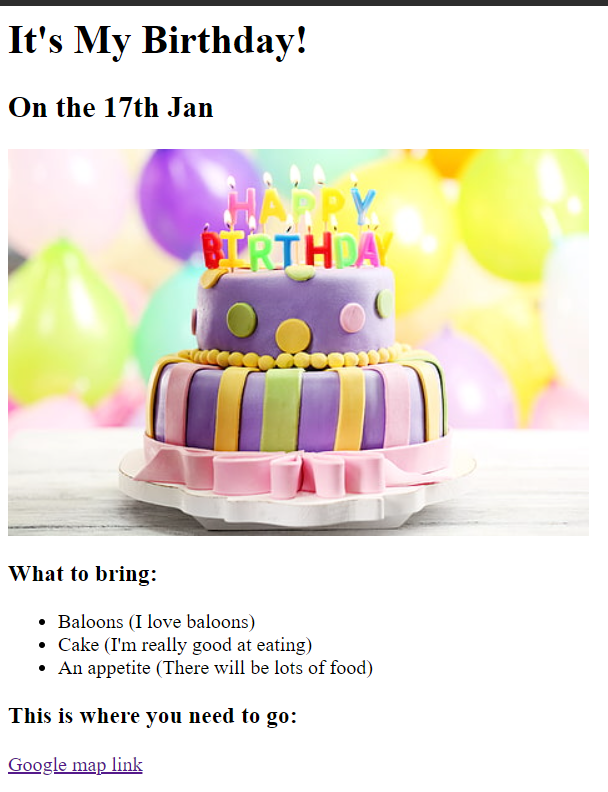 It's My Birthday!
On the 17th Jan
HAPPY
BIRTHDAY
What to bring:
Baloons (I love baloons)
Cake (I'm really good at eating)
An appetite (There will be lots of food)
This is where you need to go:
Google map link